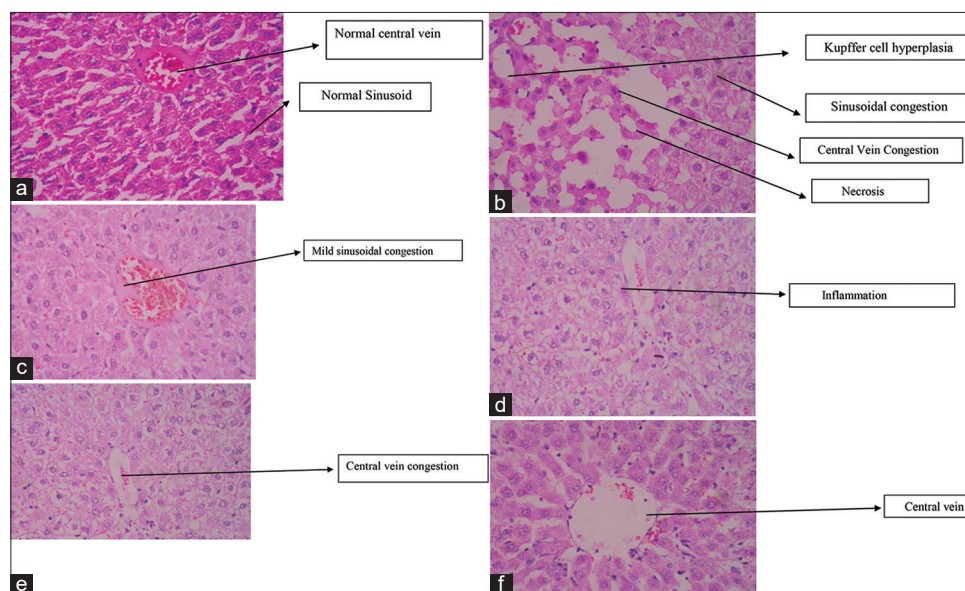 Normal central vein
Normal Sinusoid
a
Kupffer cell hyperplasia
Sinusoidal congestion
Central Vein Congestion
Necrosis
b
Mild sinusoidal congestion
c
Inflammation
d
Central vein congestion
e
Central vein
f